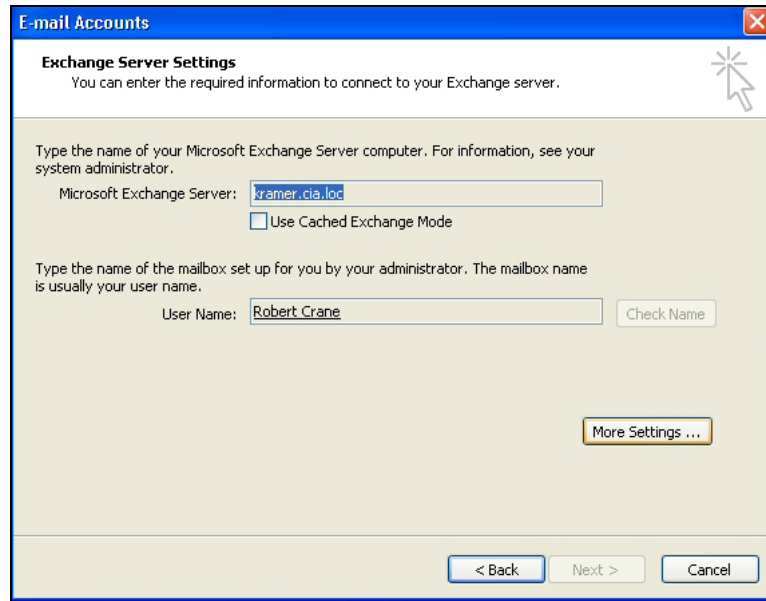 E-mail Accounts
Exchange Server Settings
You can enter the required information to connect to your Exchange server.
Type the name of your Microsoft Exchange Server computer. For information, see your
system administrator.
Microsoft Exchange Server: kramer.cia.loc
Use Cached Exchange Mode
Type the name of the mailbox set up for you by your administrator. The mailbox name
is usually your user name.
User Name: Robert Crane Check Name
More Settings ...
< Back Next > Cancel